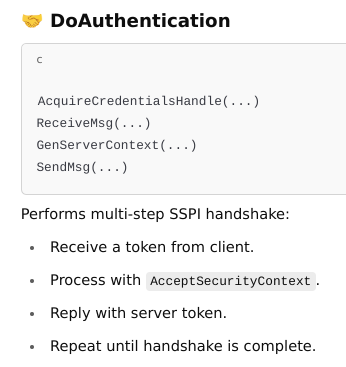 🤝 DoAuthentication
c
AcquireCredentialsHandle(...)
ReceiveMsg(...)
GenServerContext(...)
SendMsg(...)
Performs multi-step SSPI handshake:
• Receive a token from client.
• Process with AcceptSecurityContext.
• Reply with server token.
• Repeat until handshake is complete.